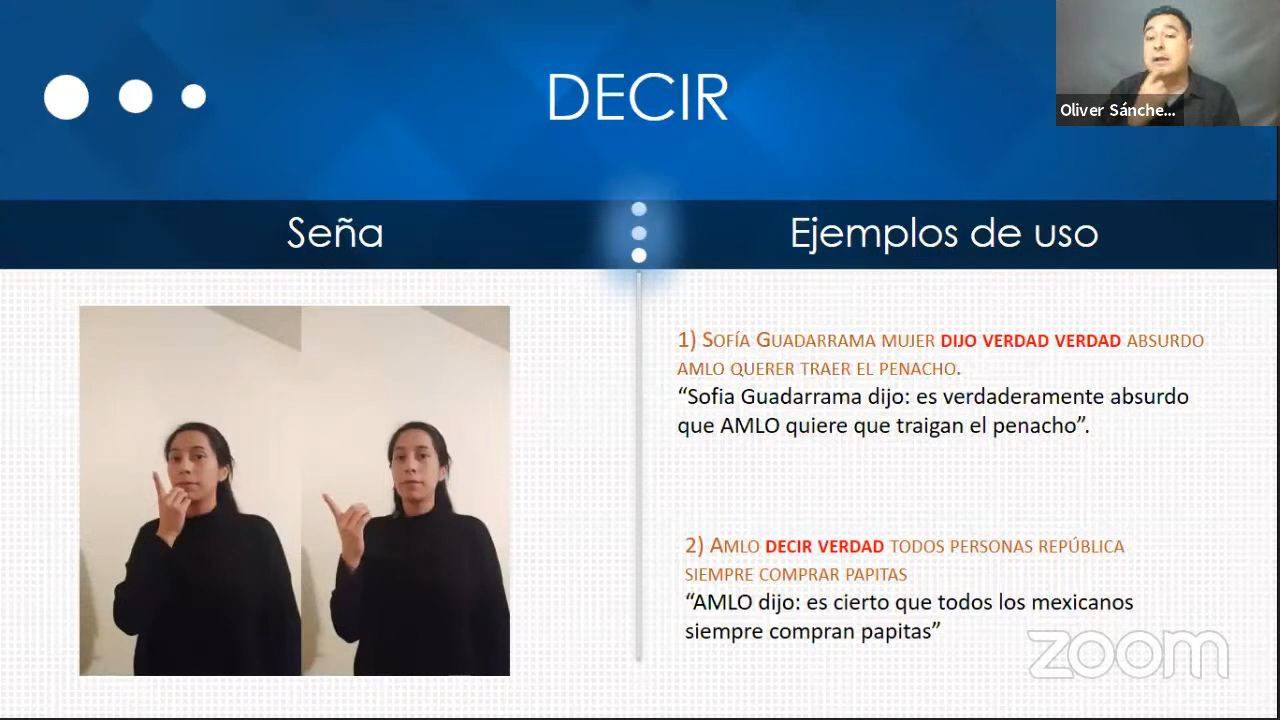 DECIR
Oliver Sánche...
Seña
Ejemplos de uso
1) SOFÍA GUADARRAMA MUJER DIJO VERDAD VERDAD ABSURDO
AMLO QUERER TRAER EL PENACHO.
“Sofia Guadarrama dijo: es verdaderamente absurdo
que AMLO quiere que traigan el penacho”.
2) AMLO DECIR VERDAD TODOS PERSONAS REPÚBLICA
SIEMPRE COMPRAR PAPITAS
“AMLO dijo: es cierto que todos los mexicanos
siempre compran papitas”
zoom